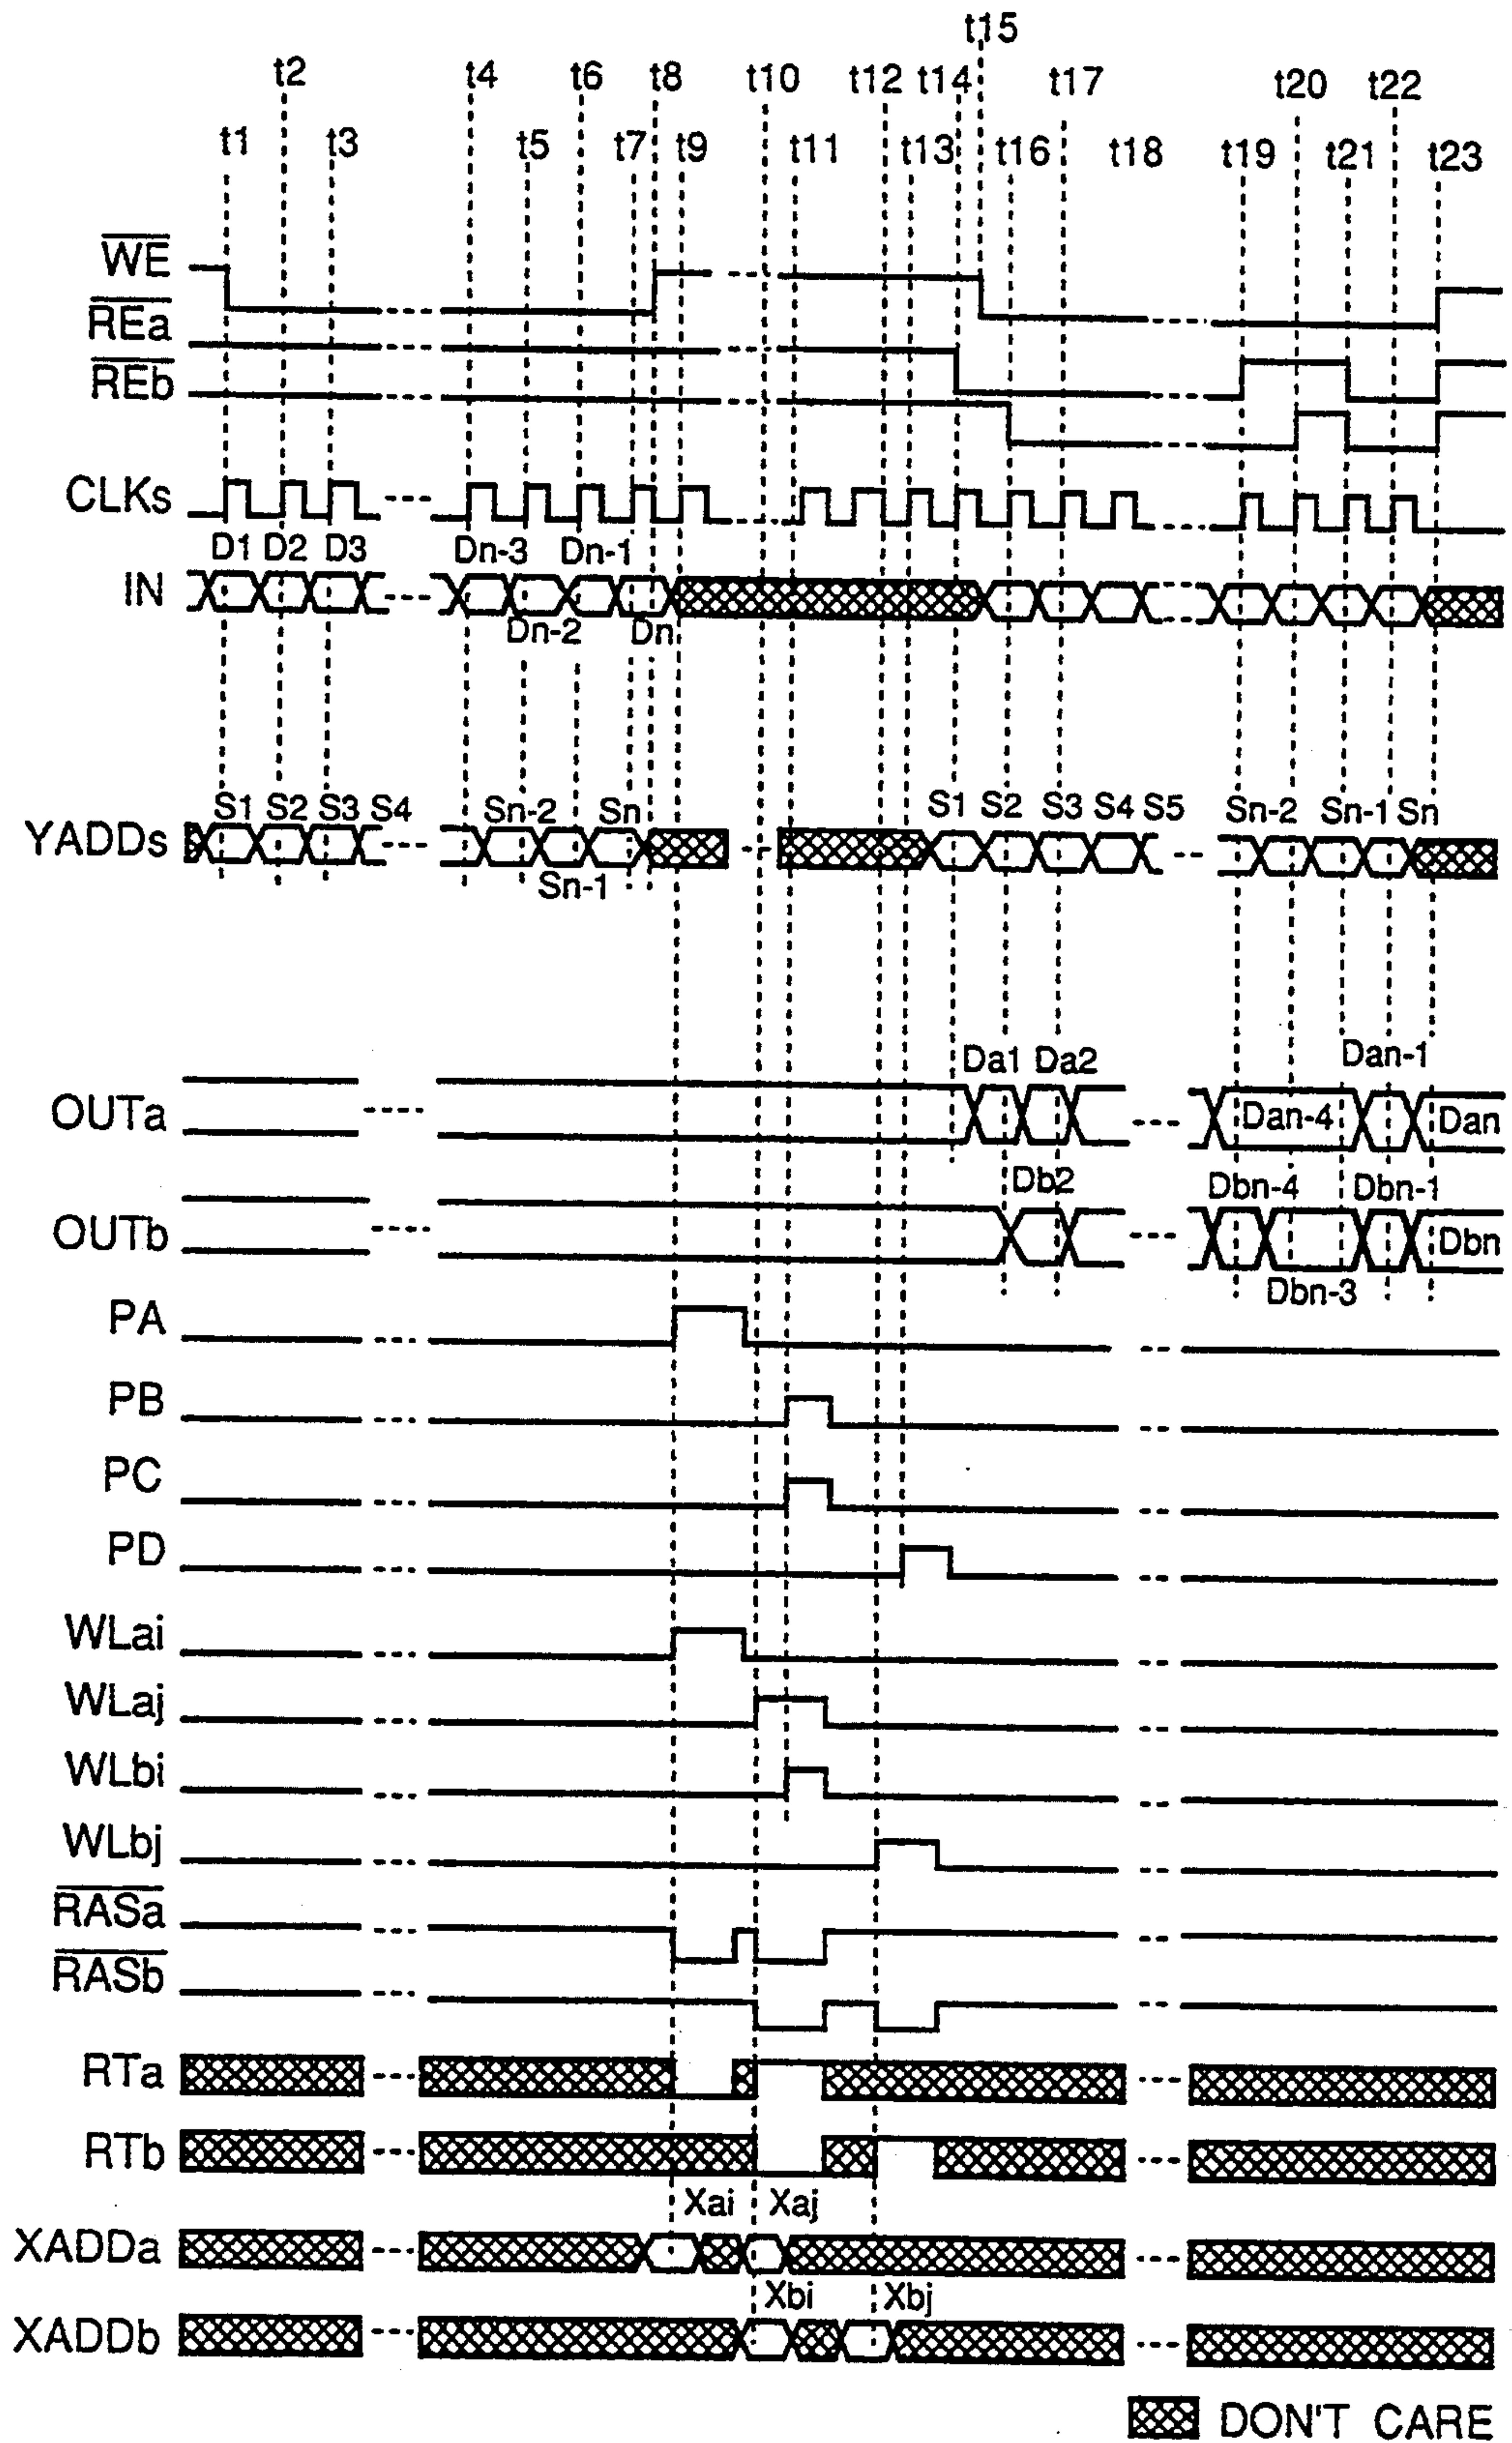 t15
t2 t4 t6 t8 t10 t12 t14 t17 t20 t22
t1 t3 t5 t7 t9 t11 t13 t16 t18 t19 t21 t23
WE
REa
REb
CLKs
D1 D2 D3 Dn-3 Dn-1
IN
Dn-2 Dn
S1 S2 S3 S4 Sn-2 Sn S1 S2 S3 S4 S5 Sn-2 Sn-1 Sn
YADDs
Sn-1
Da1 Da2 Dan-1
OUTa Dan-4 Dan
Db2 Dbn-4 Dbn-1
OUTb Dbn
Dbn-3
PA
PB
PC
PD
WLai
WLaj
WLbi
WLbj
RASa
RASb
RTa
RTb
Xai Xaj
XADDa
Xbi Xbj
XADDb
DON'T CARE